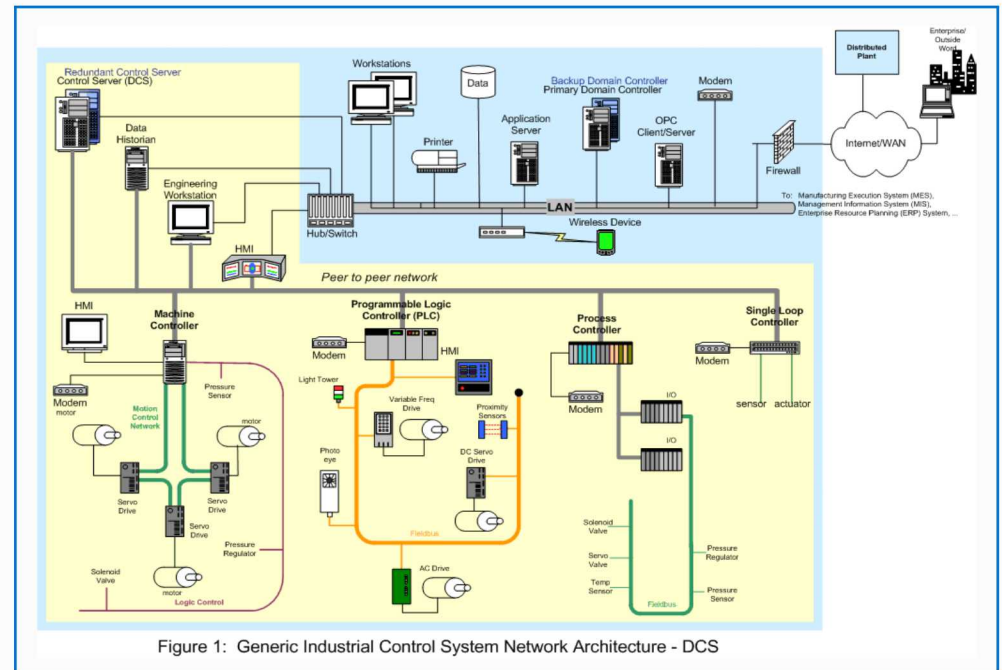 Redundant Control Server
Control Server (DCS)
Data
Historian
Engineering
Workstation
HMI
Hub/Switch
Workstations
Printer
Data
Application
Server
Backup Domain Controller
Primary Domain Controller
OPC
Client/Server
Modem
Firewall
Distributed
Plant
Enterprise/
Outside
Word
Internet/WAN
LAN
Wireless Device
To: Manufacturing Execution System (MES),
Management Information System (MIS),
Enterprise Resource Planning (ERP) System, ...
Peer to peer network
HMI
Machine
Controller
Modem
motor
Pressure
Sensor
Motion
Control
Network
motor
Servo
Drive
Servo
Drive
Servo
Drive
motor
Solenoid
Valve
Pressure
Regulator
Logic Control
Programmable Logic
Controller (PLC)
Modem
HMI
Light Tower
Variable Freq
Drive
Proximity
Sensors
Photo
eye
DC Servo
Drive
Fieldbus
AC Drive
Process
Controller
Modem
I/O
I/O
Solenoid
Valve
Servo
Valve
Temp
Sensor
Pressure
Regulator
Pressure
Sensor
Fieldbus
Single Loop
Controller
Modem
sensor
actuator
Figure 1: Generic Industrial Control System Network Architecture - DCS